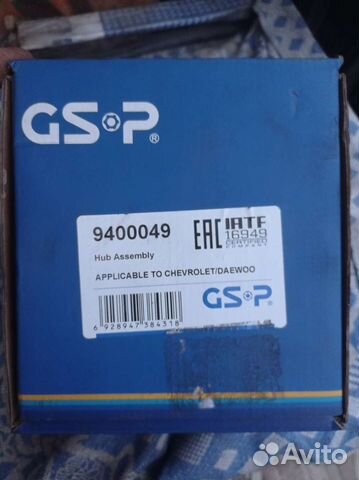 GSP®
9400049
Hub Assembly
APPLICABLE TO CHEVROLET/DAEWOO
EAC
IATF
16949
CERTIFIED
COMPANY
6 928947 384318
GSP®
Avito